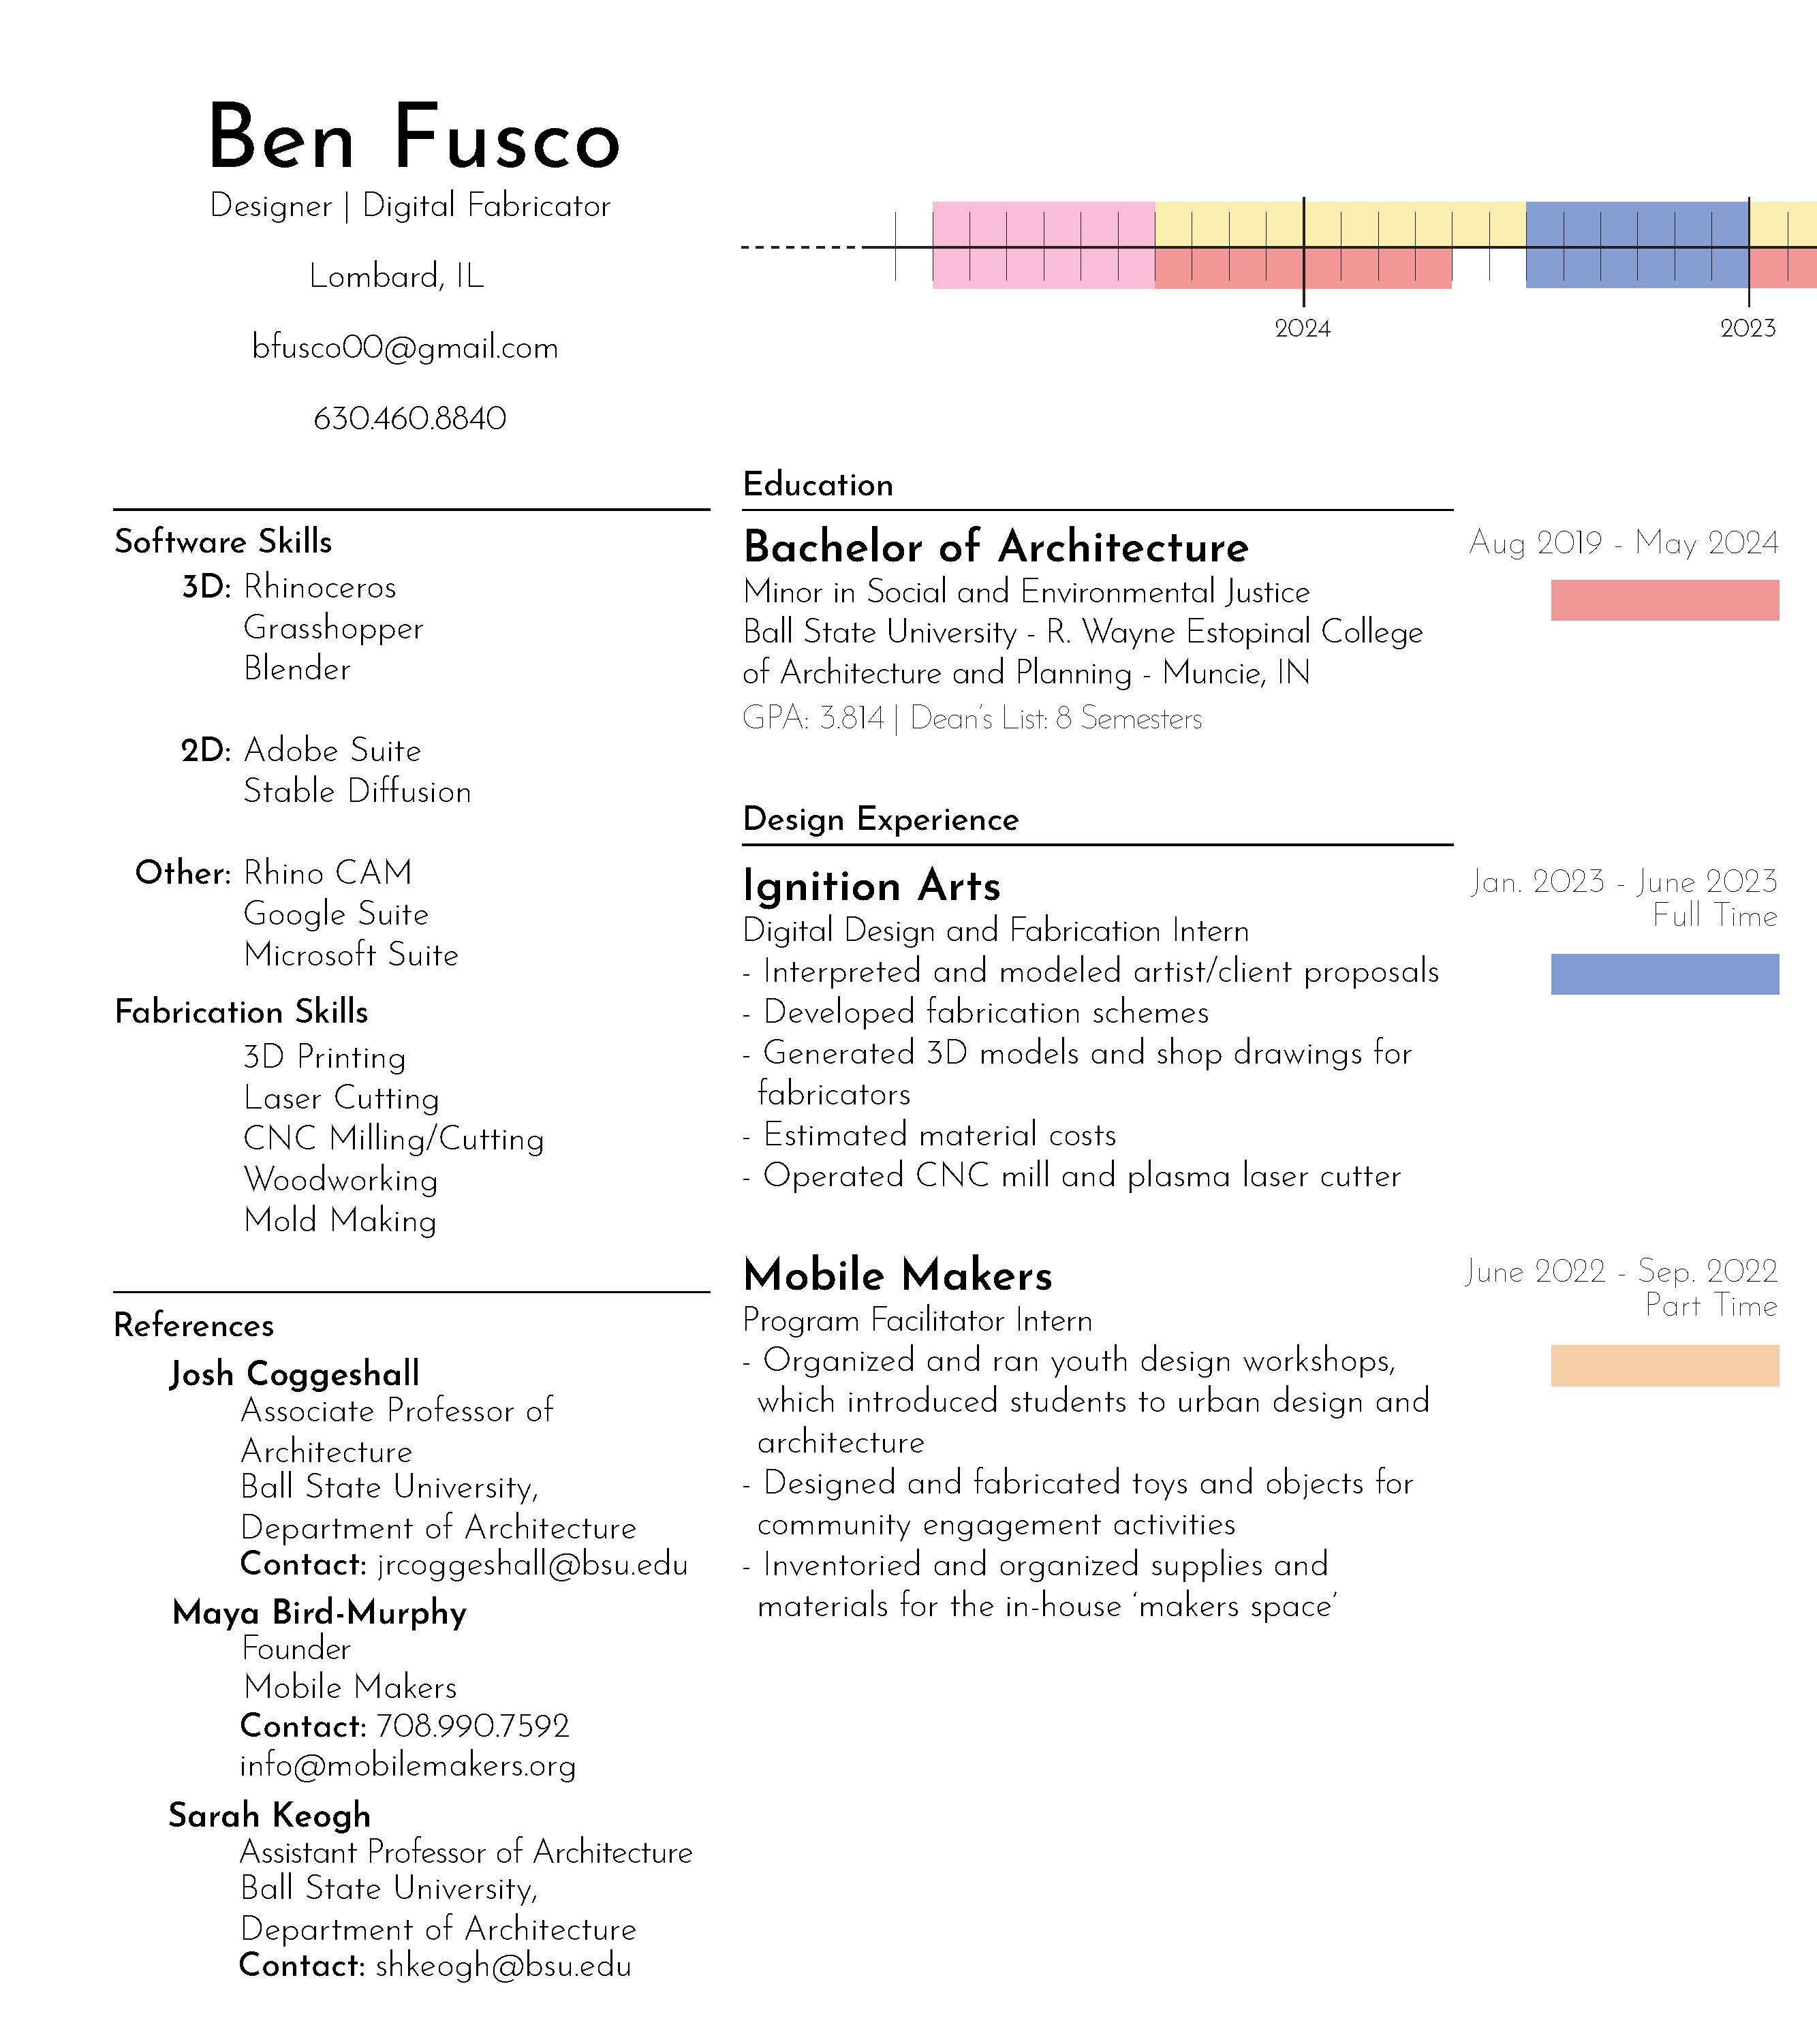 Ben Fusco
Designer | Digital Fabricator
Lombard, IL
bfusco00@gmail.com
630.460.8840
2024
2023
Software Skills
3D: Rhinoceros
Grasshopper
Blender
2D: Adobe Suite
Stable Diffusion
Other: Rhino CAM
Google Suite
Microsoft Suite
Fabrication Skills
3D Printing
Laser Cutting
CNC Milling/Cutting
Woodworking
Mold Making
References
Josh Coggeshall
Associate Professor of
Architecture
Ball State University,
Department of Architecture
Contact: jrcoggeshall@bsu.edu
Maya Bird-Murphy
Founder
Mobile Makers
Contact: 708.990.7592
info@mobilemakers.org
Sarah Keogh
Assistant Professor of Architecture
Ball State University,
Department of Architecture
Contact: shkeogh@bsu.edu
Education
Bachelor of Architecture
Aug 2019 - May 2024
Minor in Social and Environmental Justice
Ball State University - R. Wayne Estopinal College
of Architecture and Planning - Muncie, IN
GPA: 3.814 | Dean’s List: 8 Semesters
Design Experience
Ignition Arts
Jan. 2023 - June 2023
Full Time
Digital Design and Fabrication Intern
- Interpreted and modeled artist/client proposals
- Developed fabrication schemes
- Generated 3D models and shop drawings for
fabricators
- Estimated material costs
- Operated CNC mill and plasma laser cutter
Mobile Makers
June 2022 - Sep. 2022
Part Time
Program Facilitator Intern
- Organized and ran youth design workshops,
which introduced students to urban design and
architecture
- Designed and fabricated toys and objects for
community engagement activities
- Inventoried and organized supplies and
materials for the in-house ‘makers space’